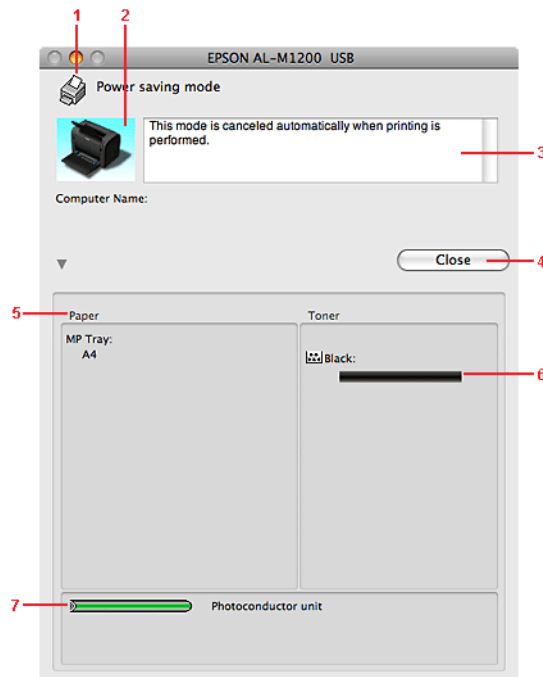 1 2
EPSON AL-M1200 USB
Power saving mode
This mode is canceled automatically when printing is
performed.
3
Computer Name:
Close
4
5
Paper
Toner
MP Tray:
A4
Black:
6
7
Photoconductor unit